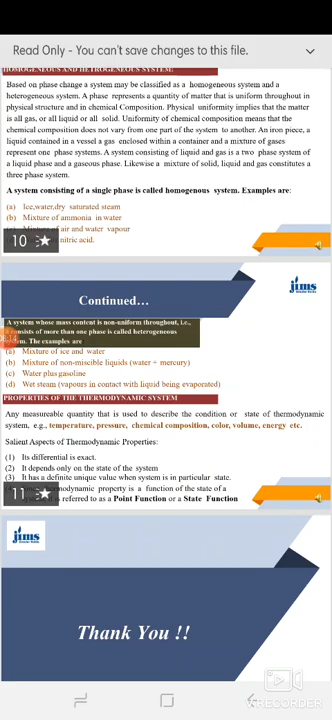 Read Only - You can't save changes to this file.
HOMOGENEOUS AND HETROGENEOUS SYSTEM:
Based on phase change a system may be classified as a homogeneous system and a
heterogeneous system. A phase represents a quantity of matter that is uniform throughout in
physical structure and in chemical Composition. Physical uniformity implies that the matter
is all gas, or all liquid or all solid. Uniformity of chemical composition means that the
chemical composition does not vary from one part of the system to another. An iron piece, a
liquid contained in a vessel a gas enclosed within a container and a mixture of gases
represent one phase systems. A system consisting of liquid and gas is a two phase system of
a liquid phase and a gaseous phase. Likewise a mixture of solid, liquid and gas constitutes a
three phase system.
A system consisting of a single phase is called homogenous system. Examples are:
(a) Ice,water,dry saturated steam
(b) Mixture of ammonia in water
Mixture of air and water vapour
nitric acid.
10
jims
Continued…
A system whose mass content is non-uniform throughout, i.e.,
consists of more than one phase is called heterogeneous
The examples are
(a) Mixture of ice and water
(b) Mixture of non-miscible liquids (water + mercury)
(c) Water plus gasoline
(d) Wet steam (vapours in contact with liquid being evaporated)
PROPERTIES OF THE THERMODYNAMIC SYSTEM
Any measureable quantity that is used to describe the condition or state of thermodynamic
system, e.g., temperature, pressure, chemical composition, color, volume, energy etc.
Salient Aspects of Thermodynamic Properties:
(1) Its differential is exact.
(2) It depends only on the state of the system
(3) It has a definite unique value when system is in particular state.
property is a function of the state of a
it is referred to as a Point Function or a State Function
11
jims
Thank You !!